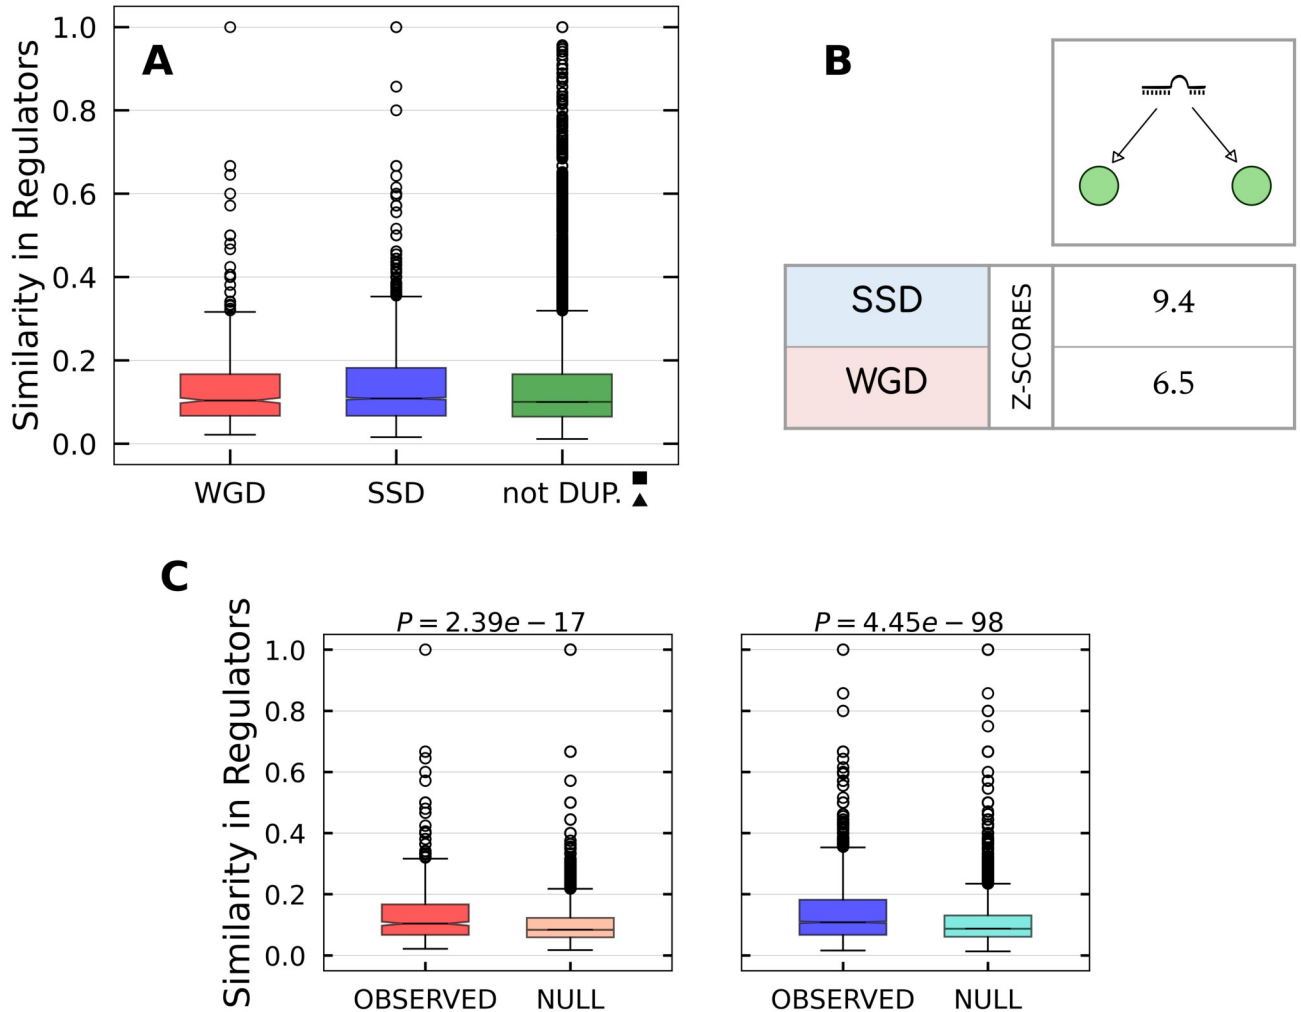 A
Similarity in Regulators
1.0
0.8
0.6
0.4
0.2
0.0
WGD SSD not DUP. ■ ▲
B
SSD
WGD
Z-SCORES
9.4
6.5
C
Similarity in Regulators
1.0
0.8
0.6
0.4
0.2
0.0
P = 2.39e − 17
OBSERVED NULL
P = 4.45e − 98
OBSERVED NULL